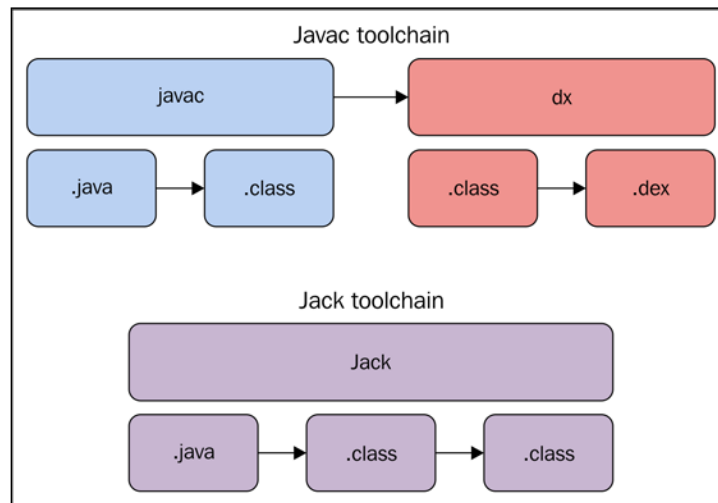 Javac toolchain
javac
dx
.java
.class
.class
.dex
Jack toolchain
Jack
.java
.class
.class